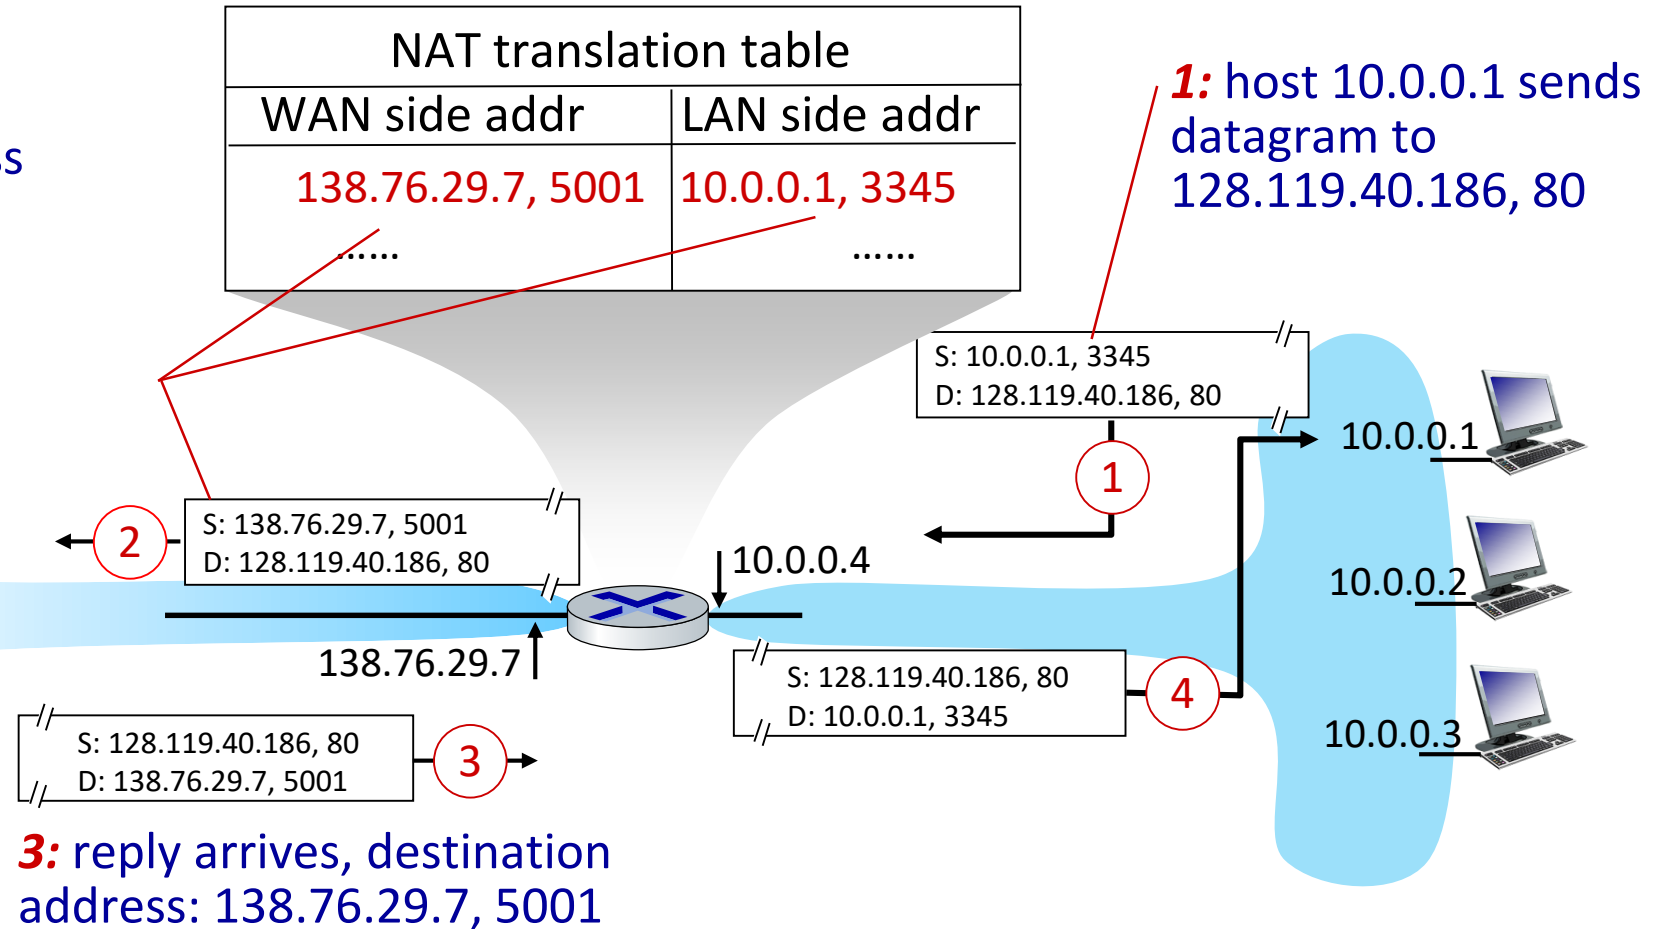 NAT translation table
WAN side addr LAN side addr
138.76.29.7, 5001 10.0.0.1, 3345
…… ……
1: host 10.0.0.1 sends
datagram to
128.119.40.186, 80
S: 10.0.0.1, 3345
D: 128.119.40.186, 80
1
10.0.0.1
S: 138.76.29.7, 5001
D: 128.119.40.186, 80
2
10.0.0.4
10.0.0.2
138.76.29.7
S: 128.119.40.186, 80
D: 10.0.0.1, 3345
4
10.0.0.3
S: 128.119.40.186, 80
D: 138.76.29.7, 5001
3
3: reply arrives, destination
address: 138.76.29.7, 5001